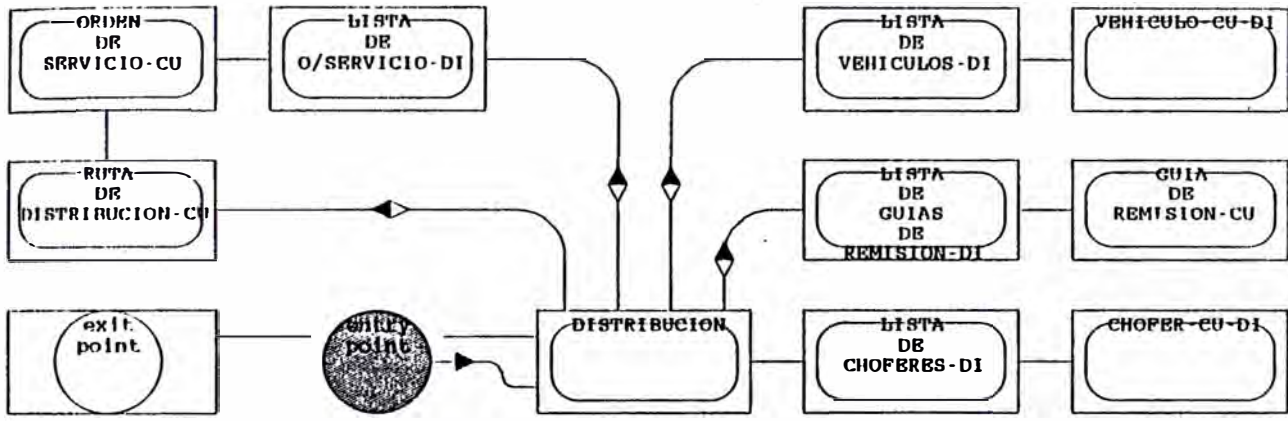 ORDEN
DE
SERVICIO-CU
LISTA
DE
O/SERVICIO-DI
LISTA
DE
VEHICULOS-DI
VEHICULO-CU-DI
RUTA
DE
DISTRIBUCION-CU
LISTA
DE
GUIAS
DE
REMISION-DI
GUIA
DE
REMISION-CU
exit
point
entry
point
DISTRIBUCION
LISTA
DE
CHOFERES-DI
CHOFER-CU-DI